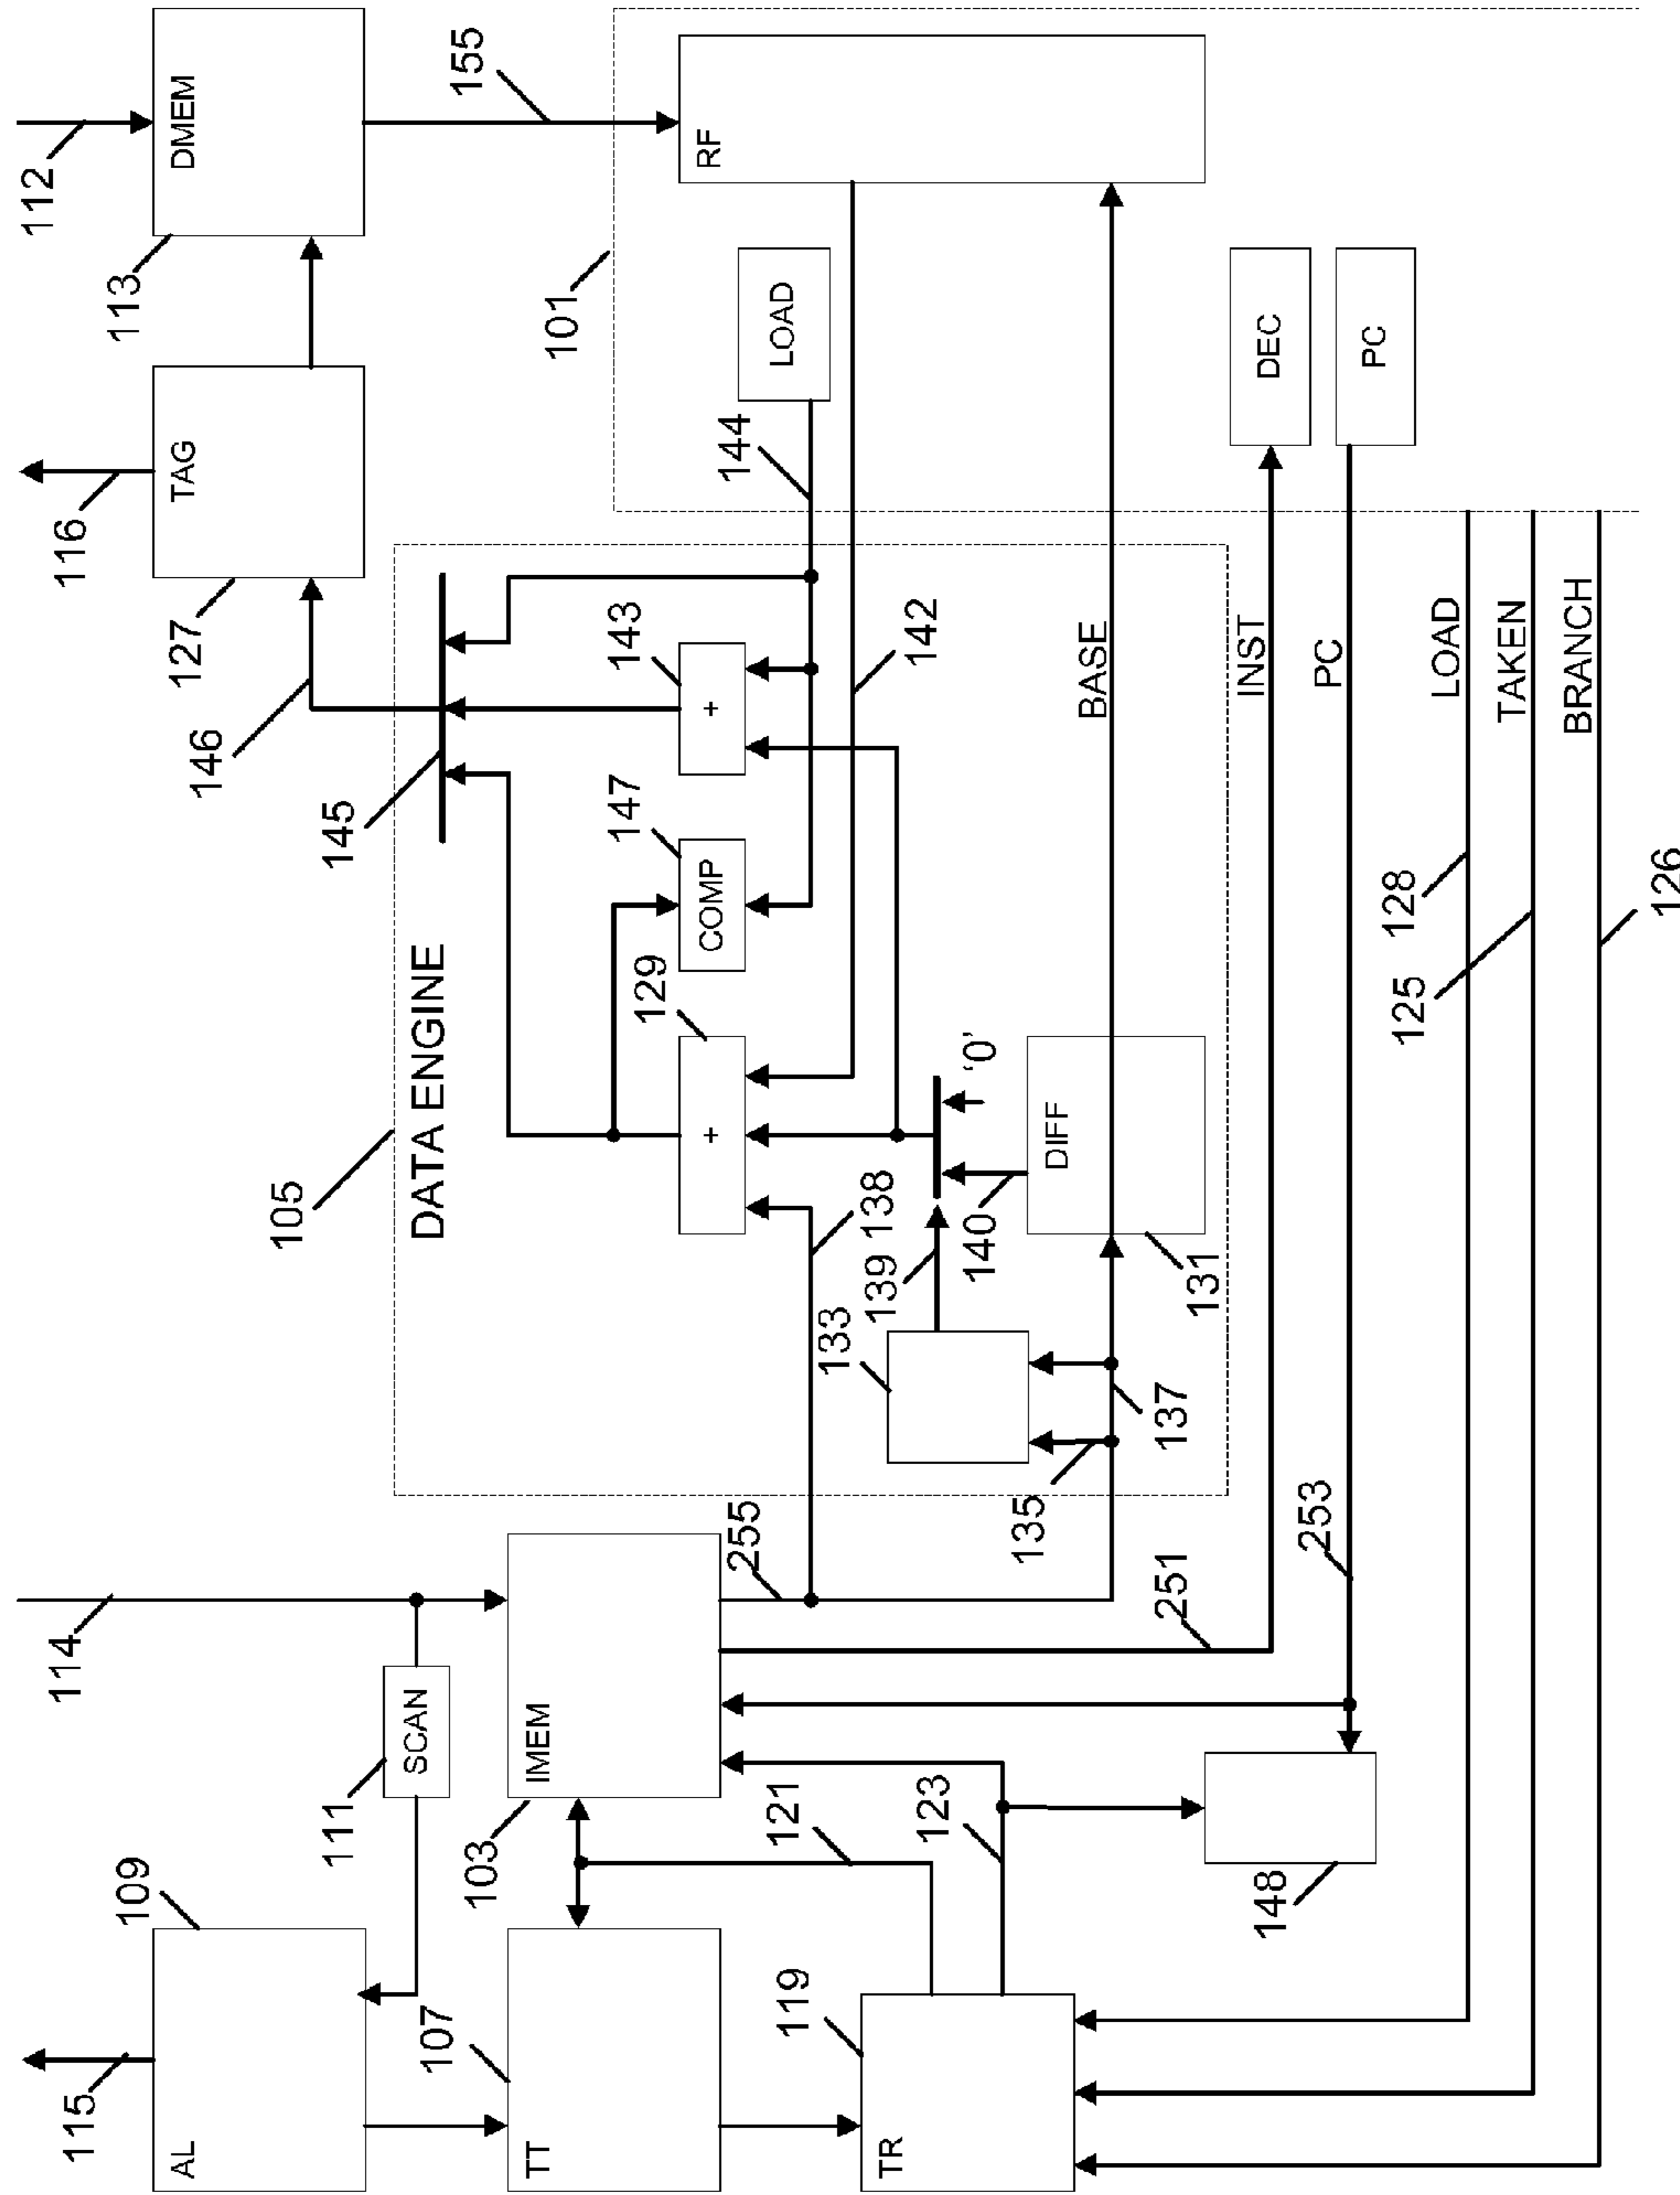 115
109
AL
107
TT
119
TR
114
111
SCAN
103
IMEM
121
123
148
255
251
253
105
DATA ENGINE
145
146
127
TAG
116
113
DMEM
112
155
129
+
147
COMP
143
+
144
101
LOAD
RF
138
142
133
139
140
'0'
DIFF
131
135
137
BASE
INST
DEC
PC
PC
128
LOAD
125
TAKEN
126
BRANCH